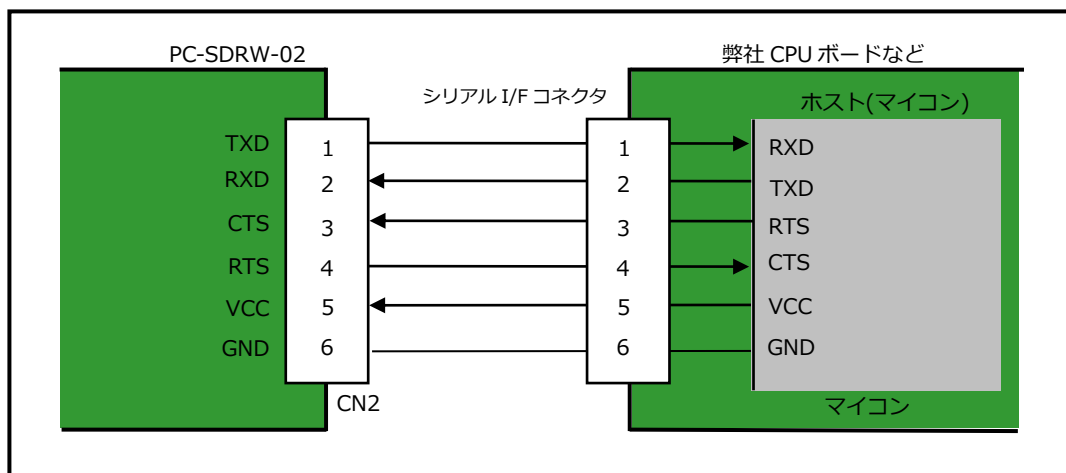 PC-SDRW-02
弊社 CPU ボードなど
シリアル I/F コネクタ
ホスト(マイコン)
TXD 1 1 RXD
RXD 2 2 TXD
CTS 3 3 RTS
RTS 4 4 CTS
VCC 5 5 VCC
GND 6 6 GND
CN2
マイコン